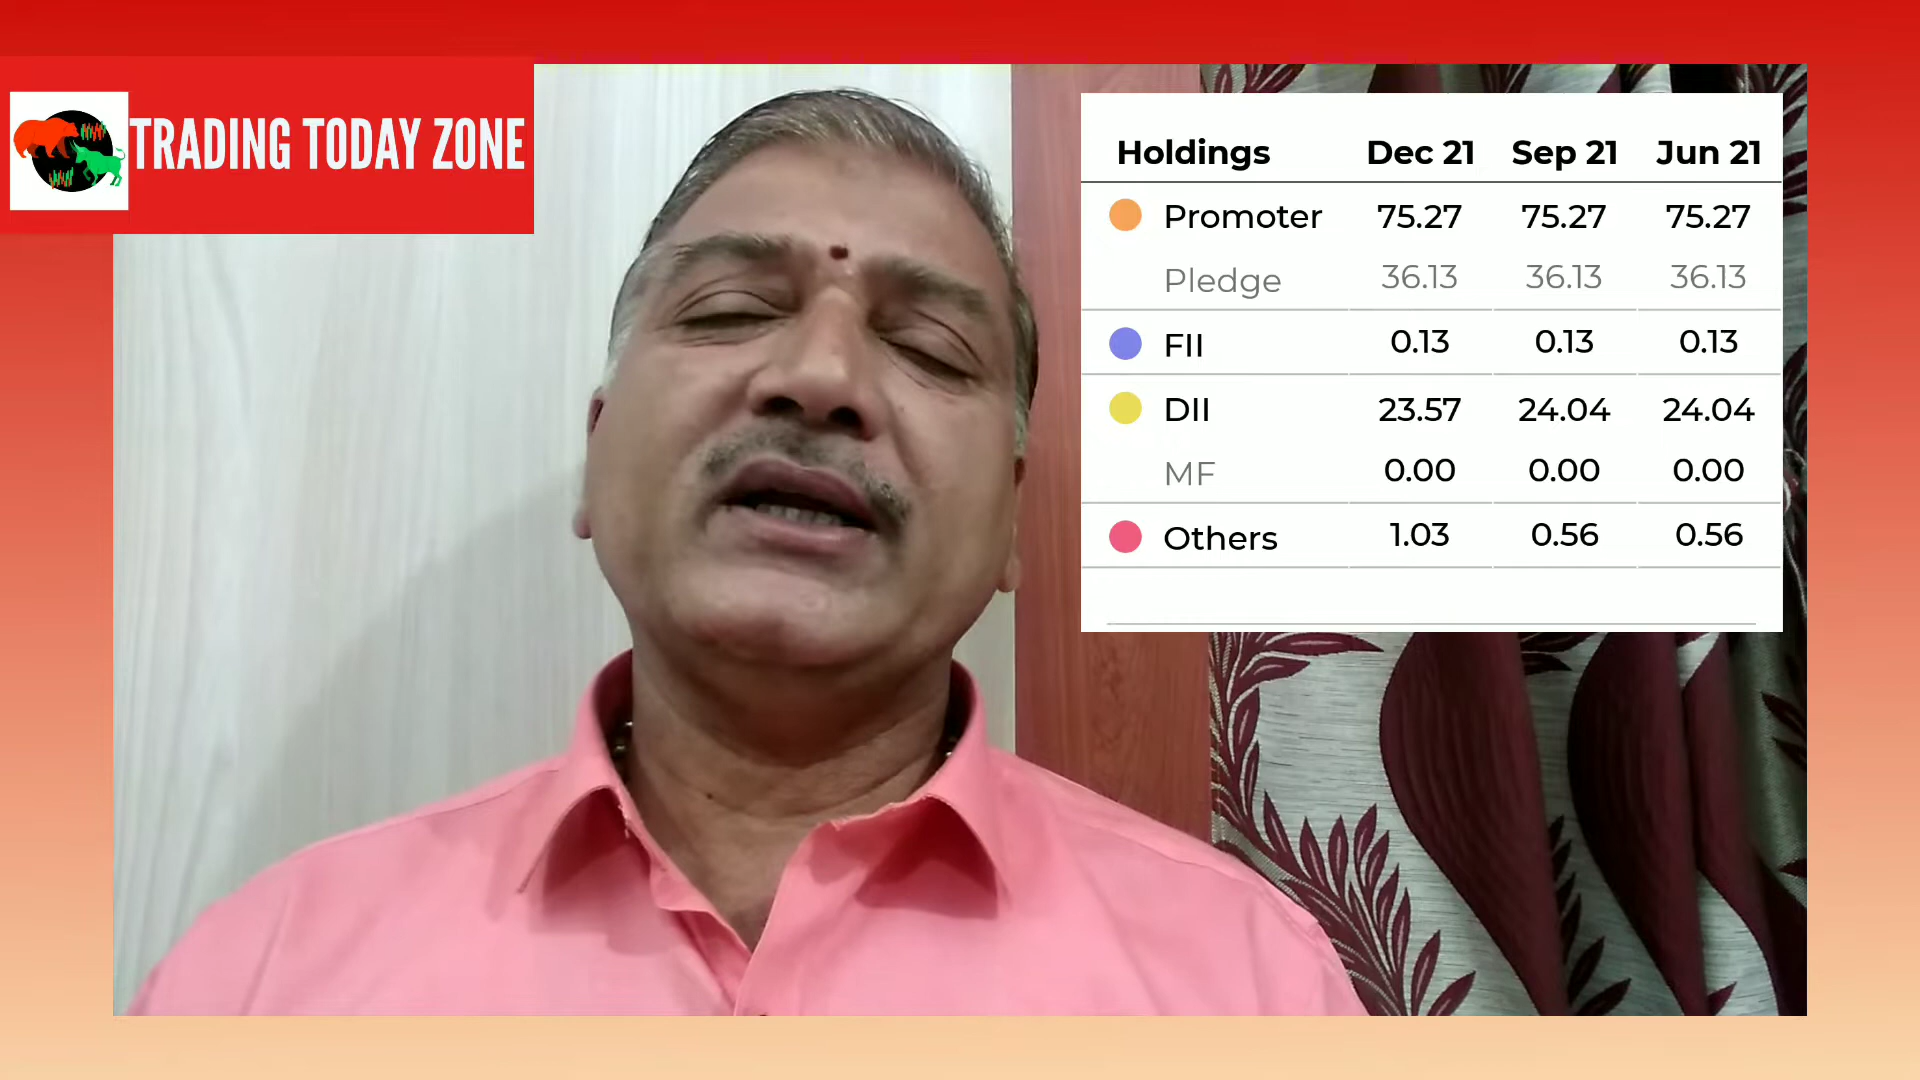 TRADING TODAY ZONE
Holdings Dec 21 Sep 21 Jun 21
Promoter 75.27 75.27 75.27
Pledge 36.13 36.13 36.13
FII 0.13 0.13 0.13
DII 23.57 24.04 24.04
MF 0.00 0.00 0.00
Others 1.03 0.56 0.56